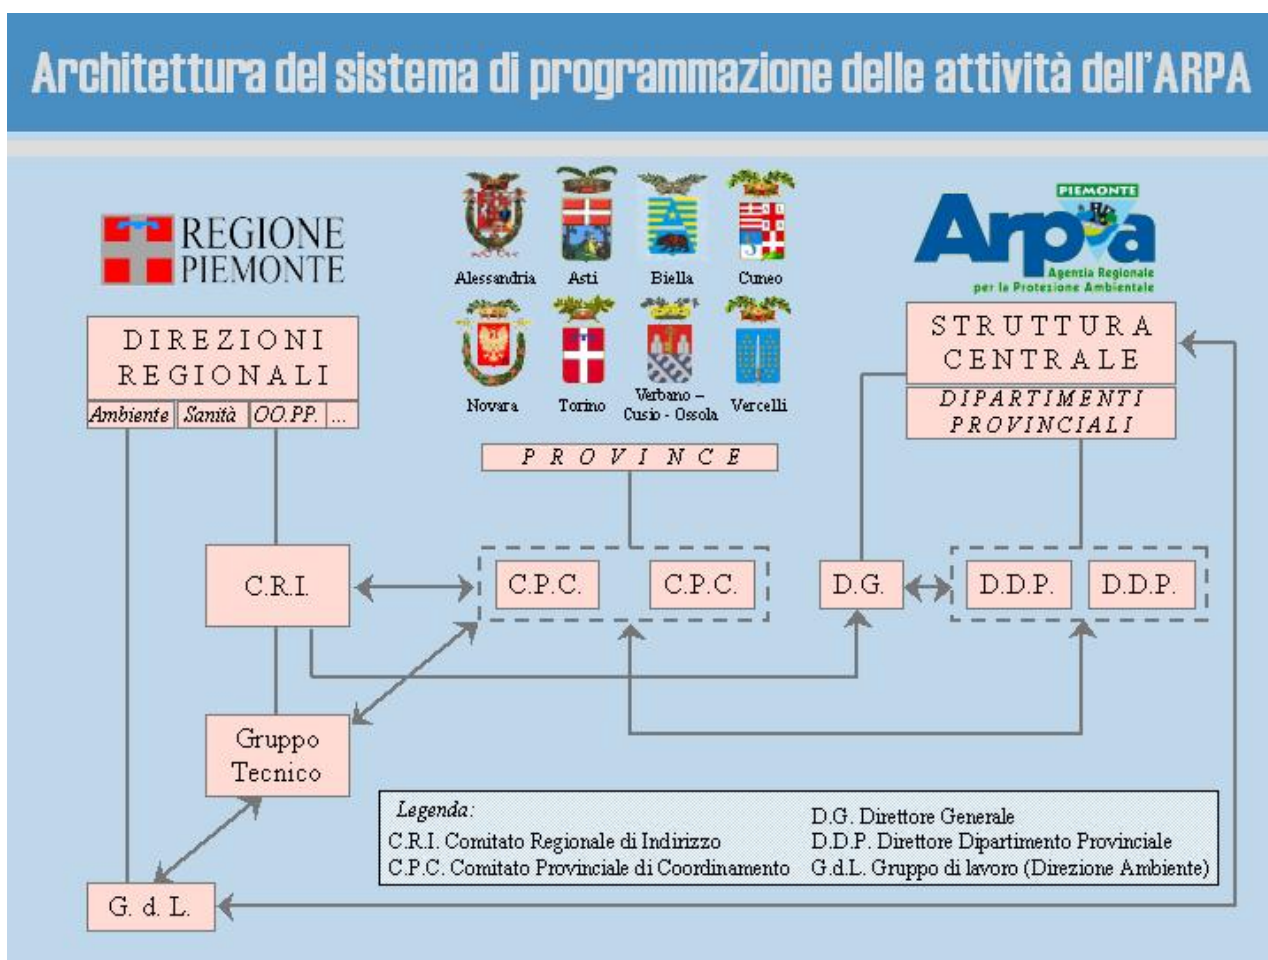 Architettura del sistema di programmazione delle attività dell'ARPA
REGIONE
PIEMONTE
Alessandria
Asti
Biella
Cuneo
Novara
Torino
Verbano –
Cusio - Ossola
Vercelli
PIEMONTE
Arpa
Agenzia Regionale
per la Protezione Ambientale
DIREZIONI
REGIONALI
Ambiente
Sanità
OO.PP.
...
PROVINCE
STRUTTURA
CENTRALE
DIPARTIMENTI
PROVINCIALI
C.R.I.
C.P.C.
C.P.C.
D.G.
D.D.P.
D.D.P.
Gruppo
Tecnico
G. d. L.
Legenda:
C.R.I. Comitato Regionale di Indirizzo
C.P.C. Comitato Provinciale di Coordinamento
D.G. Direttore Generale
D.D.P. Direttore Dipartimento Provinciale
G.d.L. Gruppo di lavoro (Direzione Ambiente)